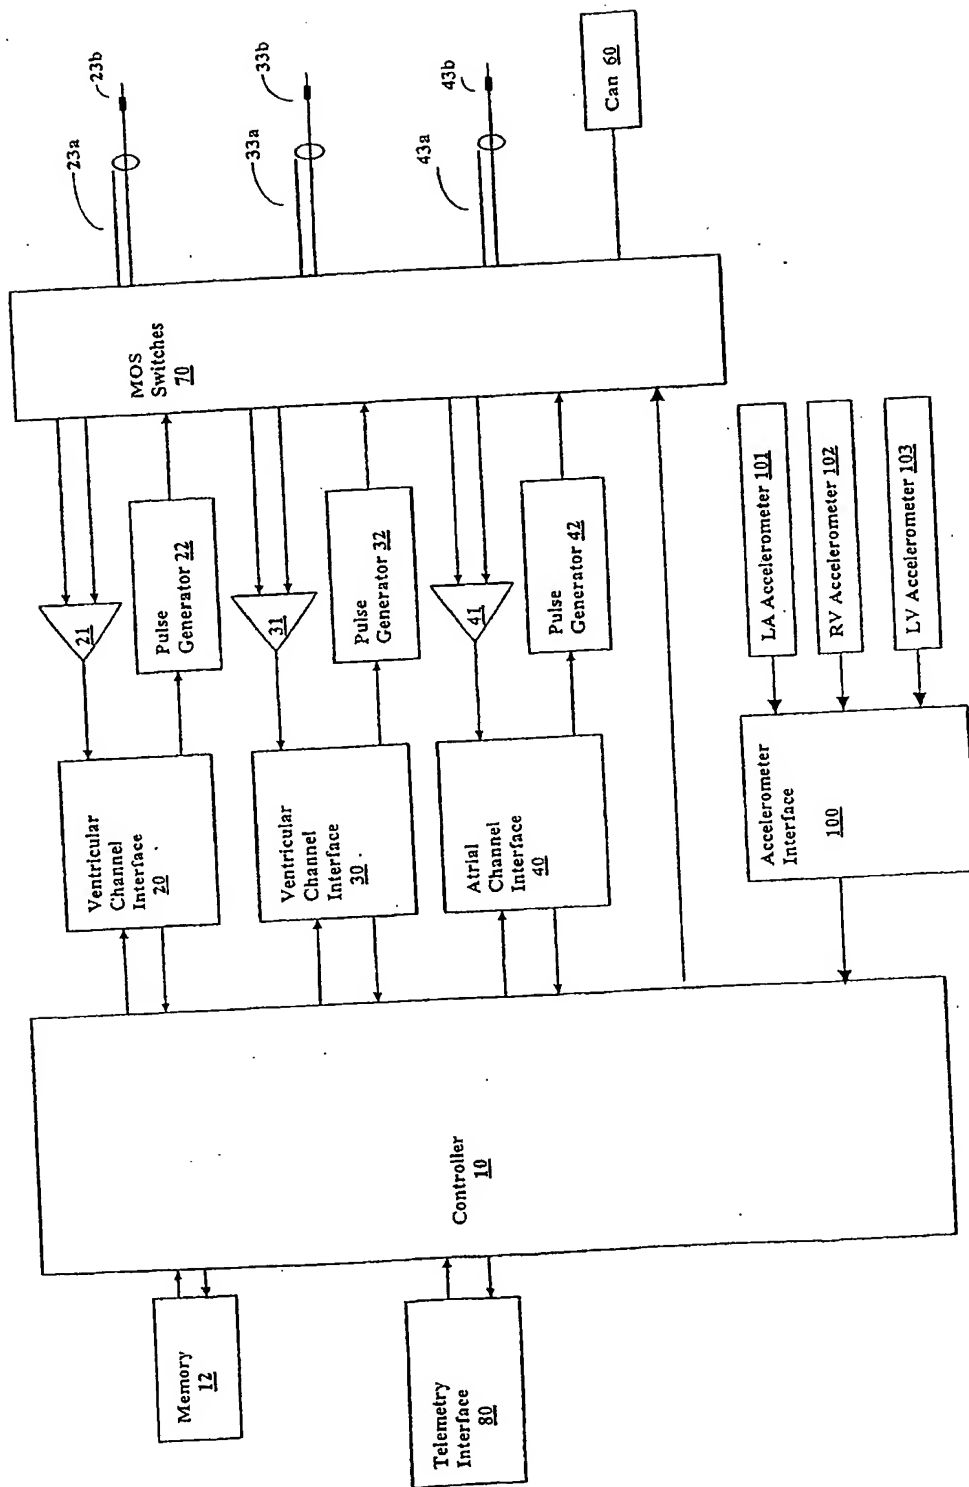 23a
23b
33a
33b
43a
43b
Can 60
MOS
Switches
70
21
Pulse
Generator 22
31
Pulse
Generator 32
41
Pulse
Generator 42
Ventricular
Channel
Interface
20
Ventricular
Channel
Interface
30
Atrial
Channel
Interface
40
LA Accelerometer 101
RV Accelerometer 102
LV Accelerometer 103
Accelerometer
Interface
100
Controller
10
Memory
12
Telemetry
Interface
80